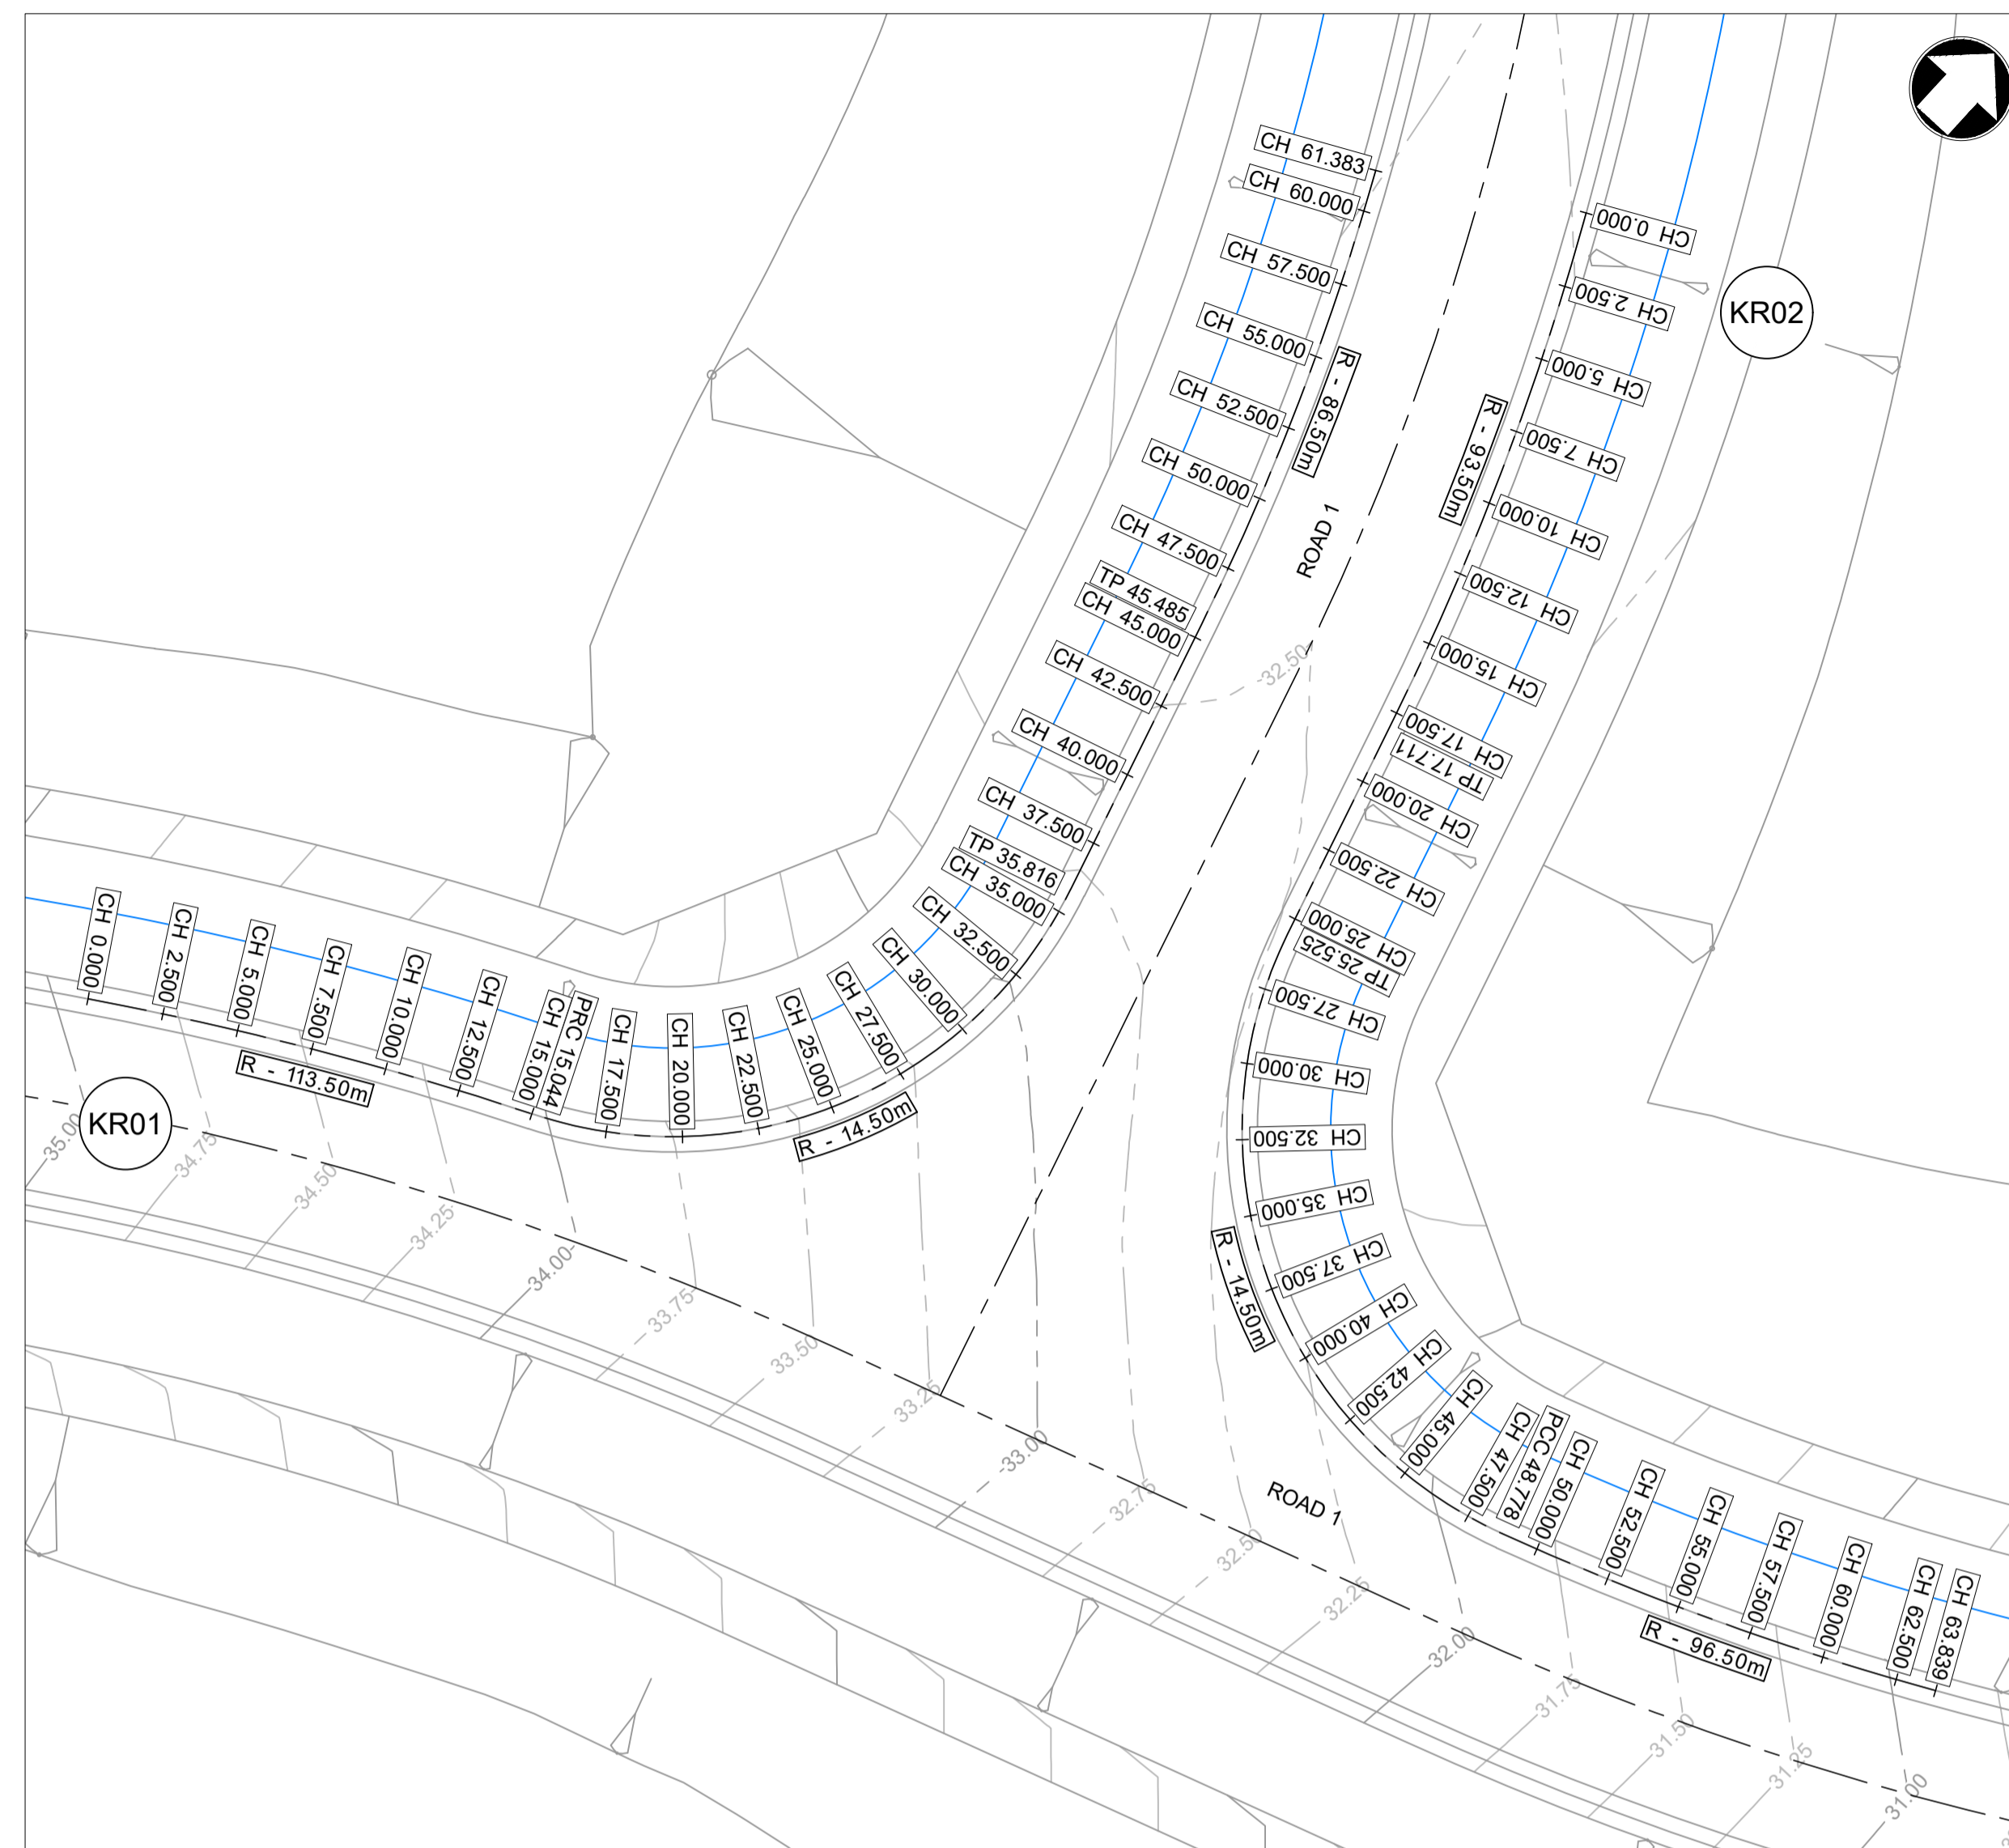 CH 61.383
CH 60.000
CH 57.500
CH 55.000
CH 52.500
CH 50.000
CH 47.500
TP 45.485
CH 45.000
CH 42.500
CH 40.000
CH 37.500
TP 35.816
CH 35.000
CH 32.500
CH 30.000
CH 27.500
CH 25.000
CH 22.500
CH 20.000
CH 17.500
PRC 15.044
CH 15.000
CH 12.500
CH 10.000
CH 7.500
CH 5.000
CH 2.500
CH 0.000
R - 86.50m
R - 14.50m
R - 113.50m
KR01
ROAD 1
R - 93.50m
KR02
CH 0.000
CH 2.500
CH 5.000
CH 7.500
CH 10.000
CH 12.500
CH 15.000
CH 17.500
TP 17.711
CH 20.000
CH 22.500
CH 25.000
TP 25.525
CH 27.500
CH 30.000
CH 32.500
CH 35.000
CH 37.500
CH 40.000
CH 42.500
CH 45.000
CH 47.500
PCC 48.778
CH 50.000
CH 52.500
CH 55.000
CH 57.500
CH 60.000
CH 62.500
CH 63.839
R - 14.50m
R - 96.50m
ROAD 1
32.50
35.00
34.75
34.50
34.25
34.00
33.75
33.50
33.25
33.00
32.75
32.50
32.25
32.00
31.75
31.50
31.25
31.00